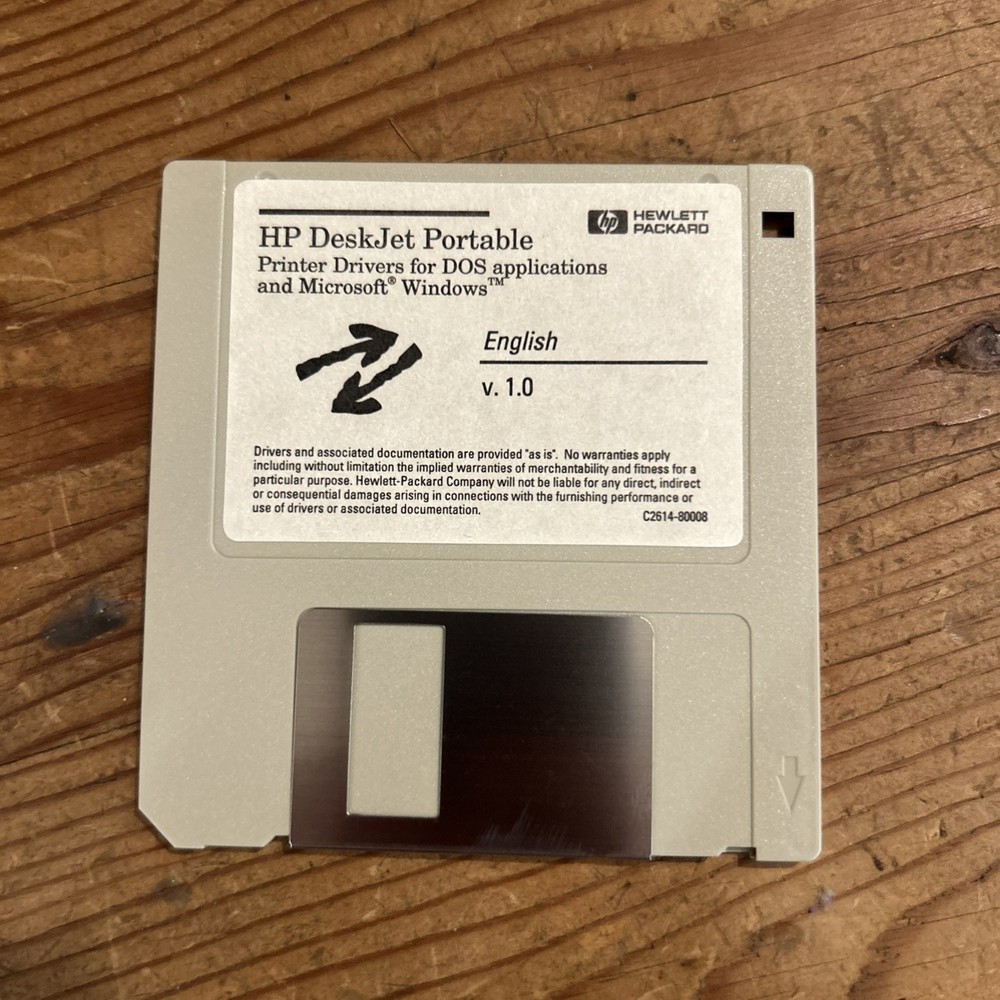 HP DeskJet Portable
Printer Drivers for DOS applications
and Microsoft® Windows™
hp HEWLETT
PACKARD
English
v. 1.0
Drivers and associated documentation are provided "as is". No warranties apply
including without limitation the implied warranties of merchantability and fitness for a
particular purpose. Hewlett-Packard Company will not be liable for any direct, indirect
or consequential damages arising in connections with the furnishing performance or
use of drivers or associated documentation.
C2614-80008